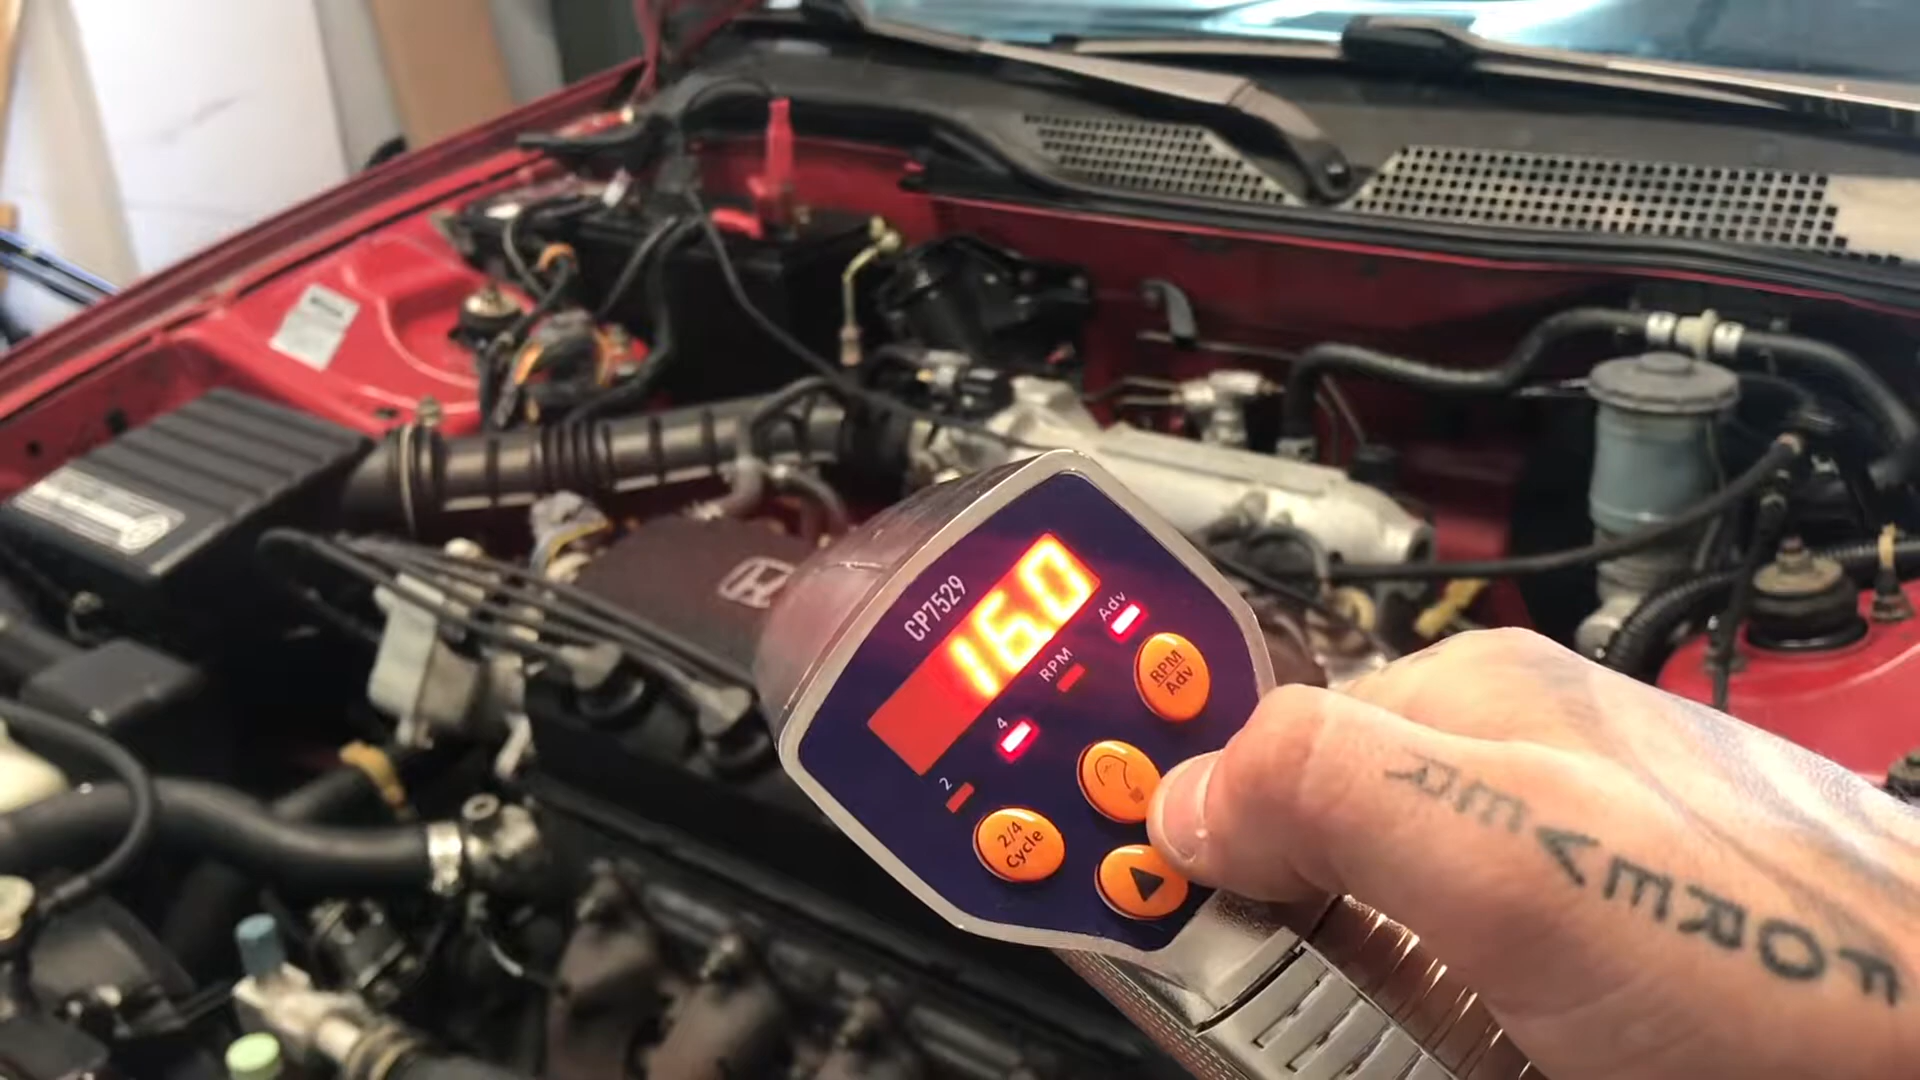 CP7529
16.0
Adv
RPM
4
2
RPM
Adv
2/4
Cycle
FOREVER